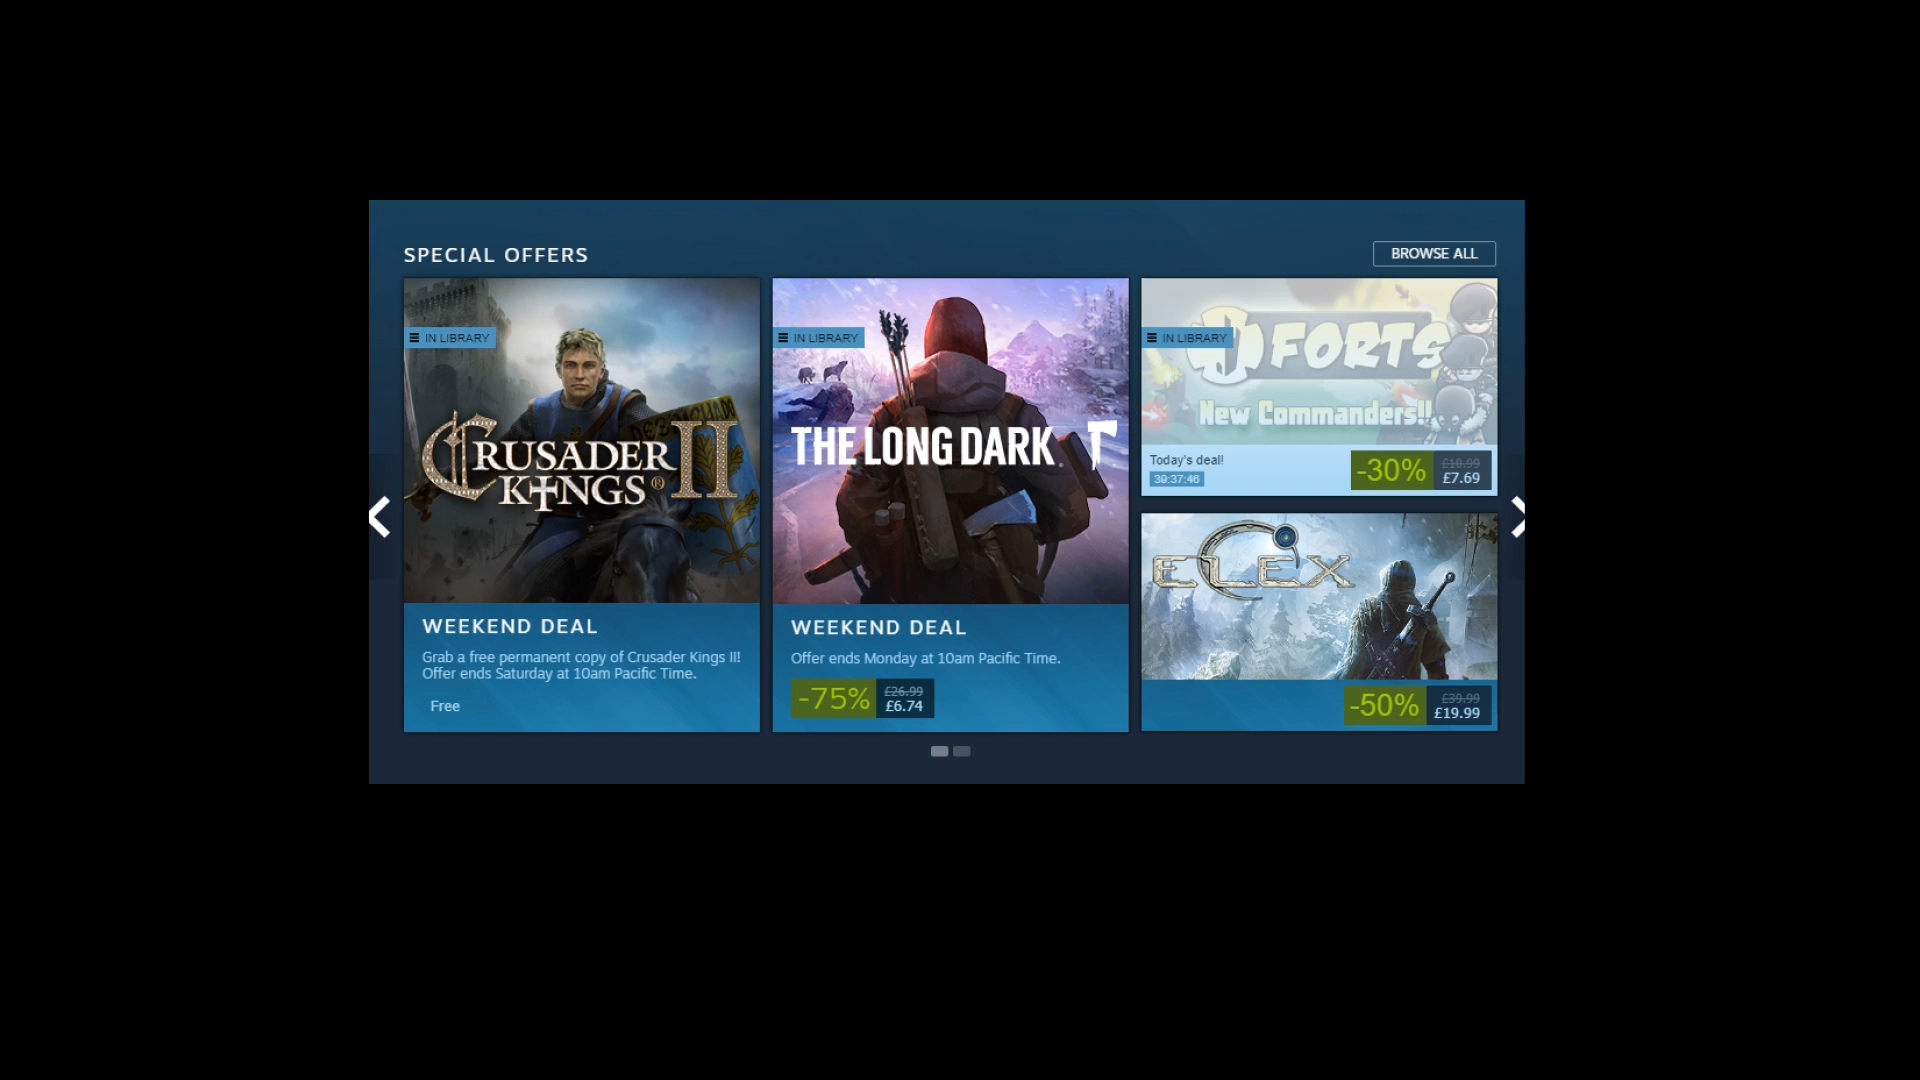 SPECIAL OFFERS
BROWSE ALL
IN LIBRARY
CRUSADER
KINGS® II
WEEKEND DEAL
Grab a free permanent copy of Crusader Kings II!
Offer ends Saturday at 10am Pacific Time.
Free
IN LIBRARY
THE LONG DARK
WEEKEND DEAL
Offer ends Monday at 10am Pacific Time.
-75%
£26.99
£6.74
IN LIBRARY
FORTS
New Commanders!!
Today's deal!
39:37:46
-30%
£10.99
£7.69
ELEX
-50%
£39.99
£19.99